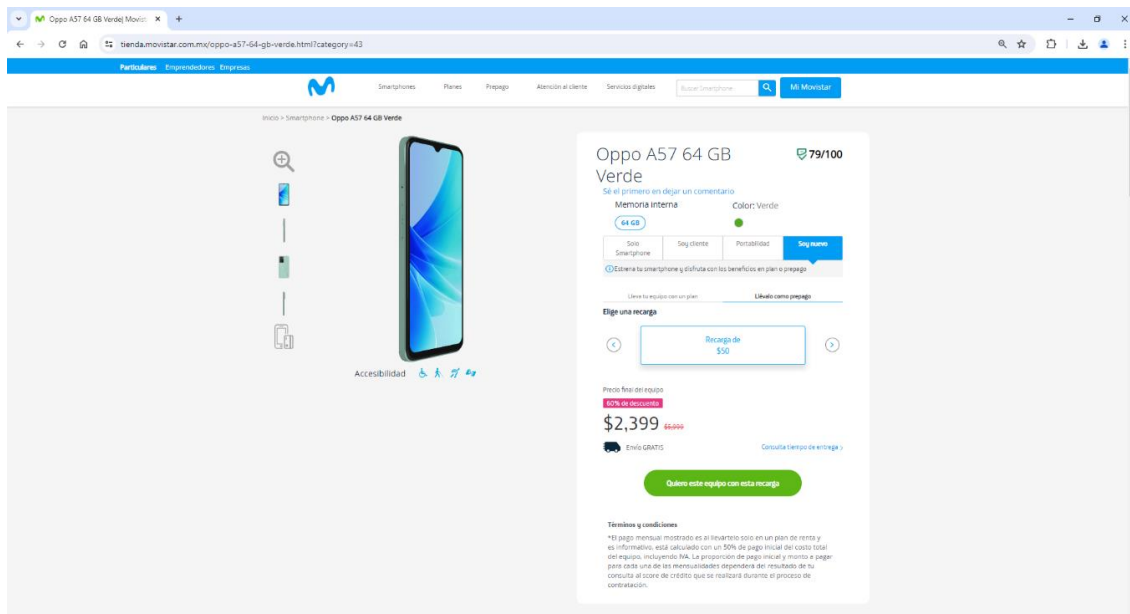 Oppo A57 64 GB Verde| Movist
tienda.movistar.com.mx/oppo-a57-64-gb-verde.html?category=43
Particulares Emprendedores Empresas
Smartphones Planes Prepago Atención al cliente Servicios digitales Buscar Smartphone Mi Movistar
Inicio > Smartphone > Oppo A57 64 GB Verde
Oppo A57 64 GB
Verde
79/100
Sé el primero en dejar un comentario
Memoria interna Color: Verde
64 GB
Solo
Smartphone
Soy cliente Portabilidad Soy nuevo
Estrena tu smartphone y disfruta con los beneficios en plan o prepago
Lleva tu equipo con un plan Llévalo como prepago
Elige una recarga
Recarga de
$50
Accesibilidad
Precio final del equipo
60% de descuento
$2,399
Envío GRATIS Consulta tiempo de entrega >
Quiero este equipo con esta recarga
Términos y condiciones
*El pago mensual mostrado es al llevártelo solo en un plan de renta y
es informativo, está calculado con un 50% de pago inicial del costo total
del equipo, incluyendo IVA. La proporción de pago inicial y monto a pagar
para cada una de las mensualidades dependerá del resultado de tu
consulta al score de crédito que se realizará durante el proceso de
contratación.